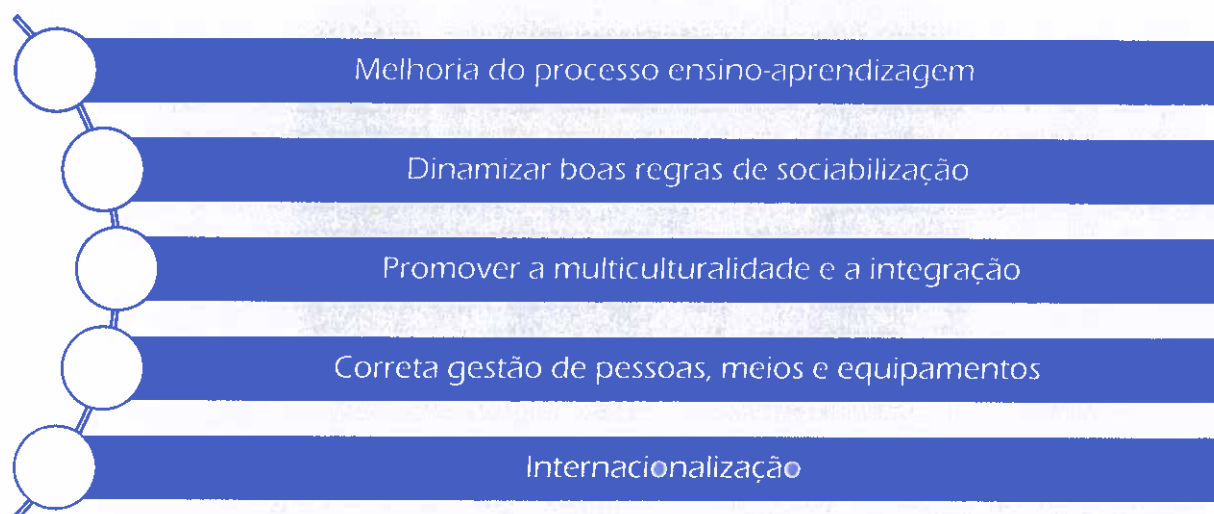 Melhoria do processo ensino-aprendizagem
Dinamizar boas regras de sociabilização
Promover a multiculturalidade e a integração
Correta gestão de pessoas, meios e equipamentos
Internacionalização